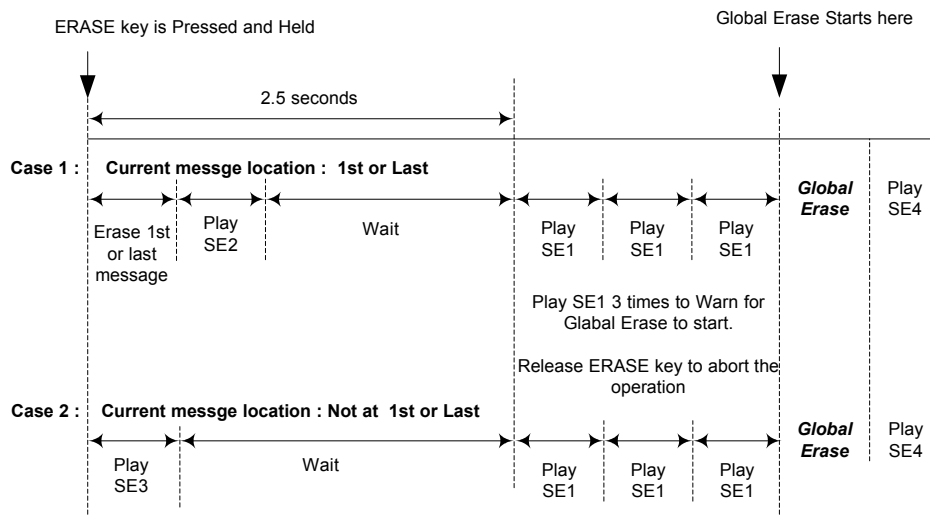 ERASE key is Pressed and Held
Global Erase Starts here
2.5 seconds
Case 1 : Current messge location : 1st or Last
Erase 1st
or last
message
Play
SE2
Wait
Play
SE1
Play
SE1
Play
SE1
Global
Erase
Play
SE4
Play SE1 3 times to Warn for
Glabal Erase to start.
Release ERASE key to abort the
operation
Case 2 : Current messge location : Not at 1st or Last
Play
SE3
Wait
Play
SE1
Play
SE1
Play
SE1
Global
Erase
Play
SE4